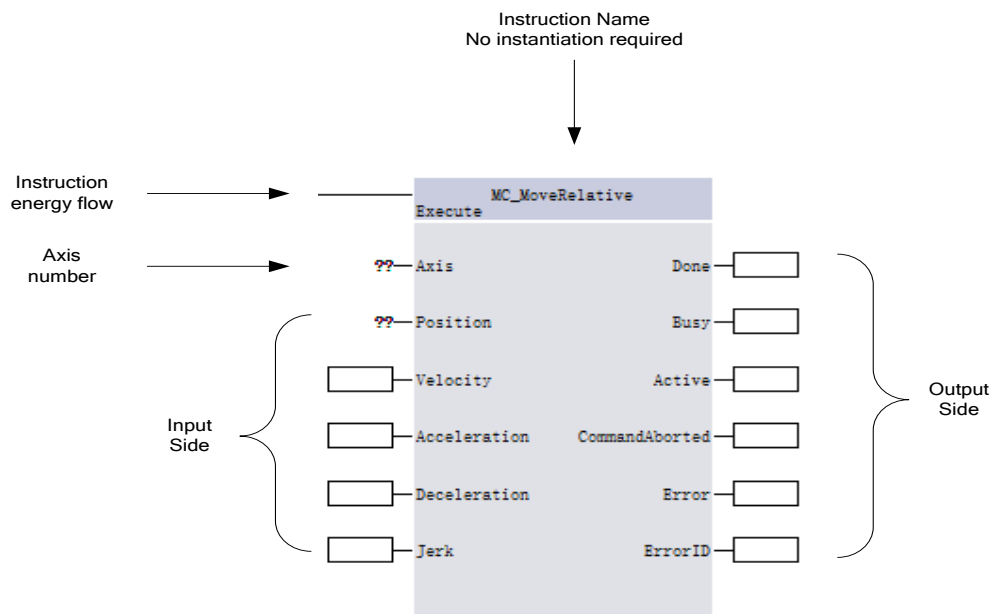 Instruction Name
No instantiation required
Instruction
energy flow
MC_MoveRelative
Execute
Axis
number
?? Axis
Done
?? Position
Busy
Velocity
Active
Input
Side
Output
Side
Acceleration
CommandAborted
Deceleration
Error
Jerk
ErrorID